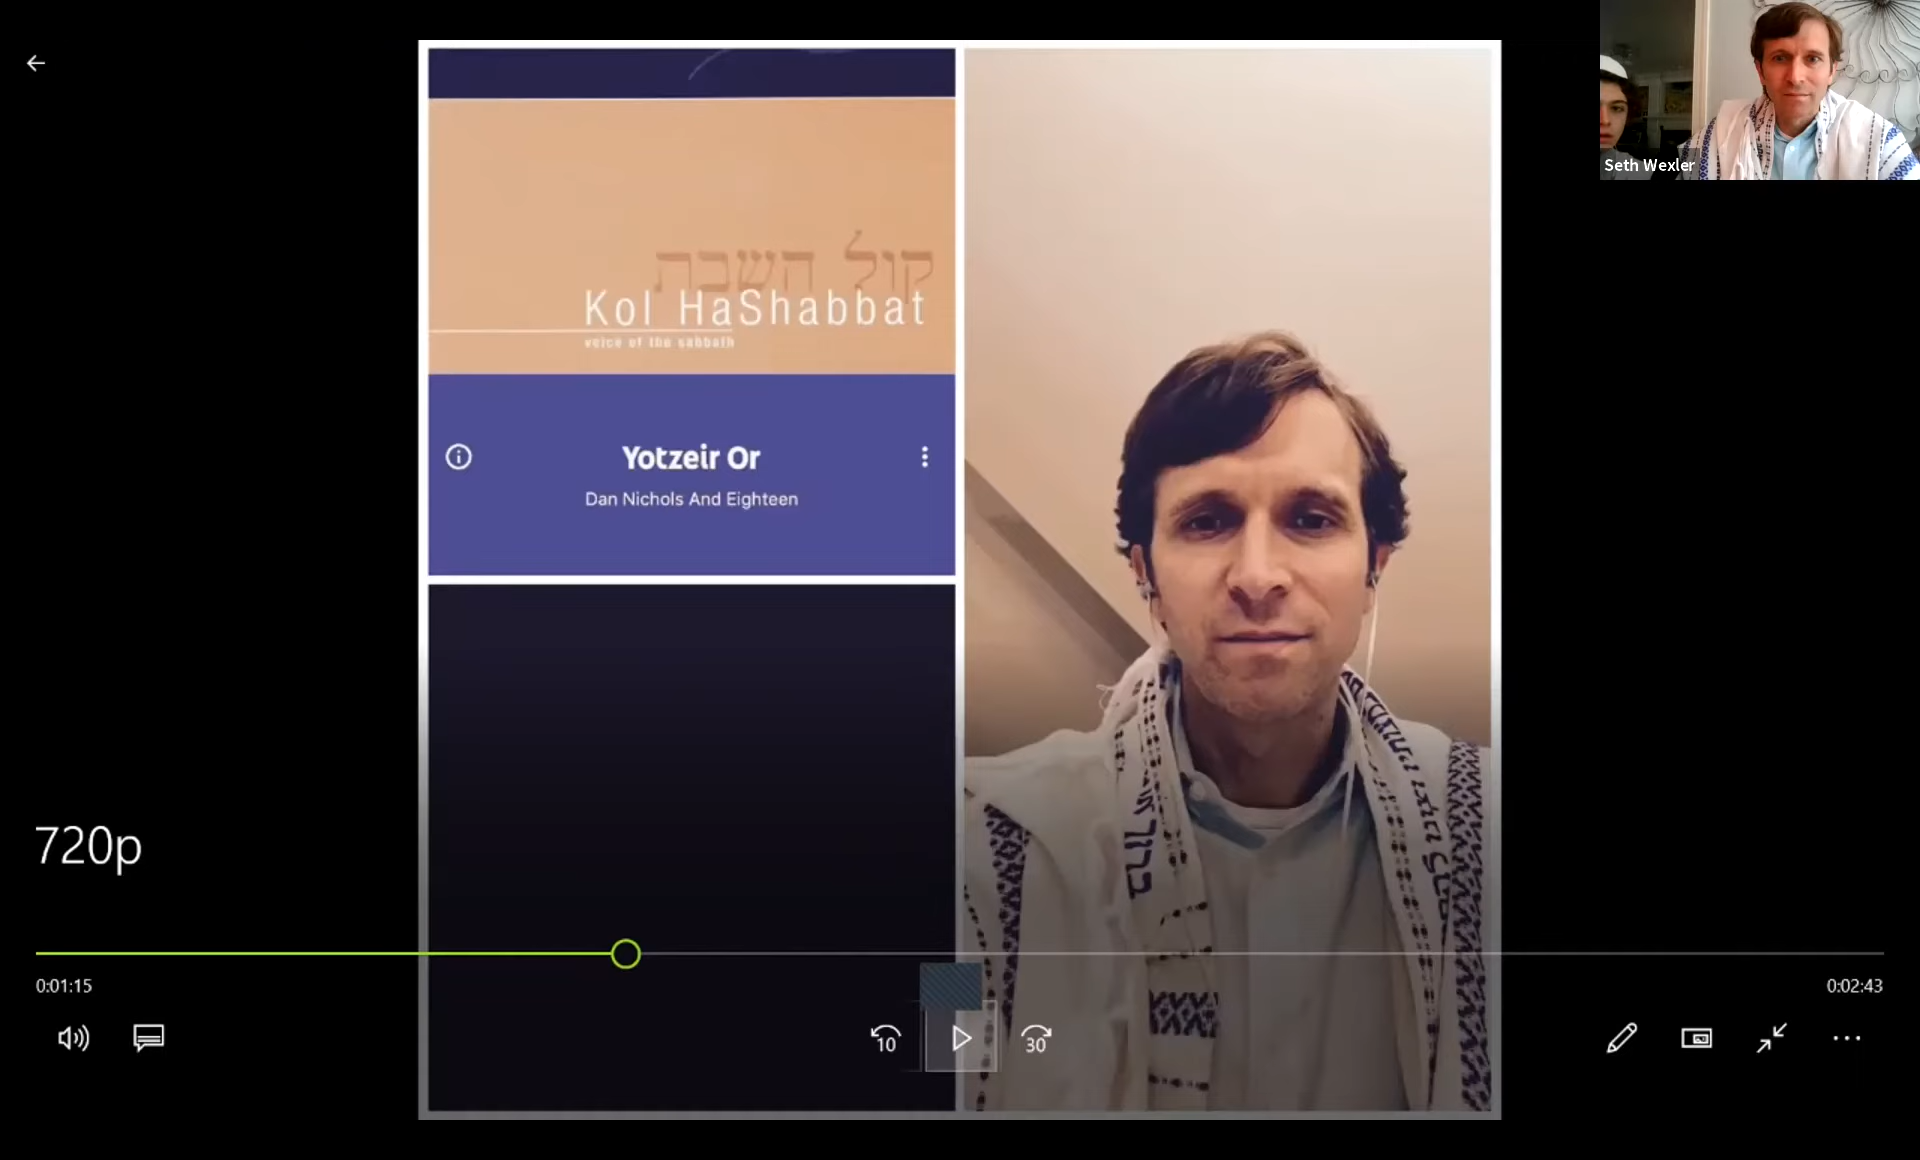 קול השבת
Kol HaShabbat
voice of the sabbath
Yotzeir Or
Dan Nichols And Eighteen
Seth Wexler
720p
0:01:15
0:02:43
10
30